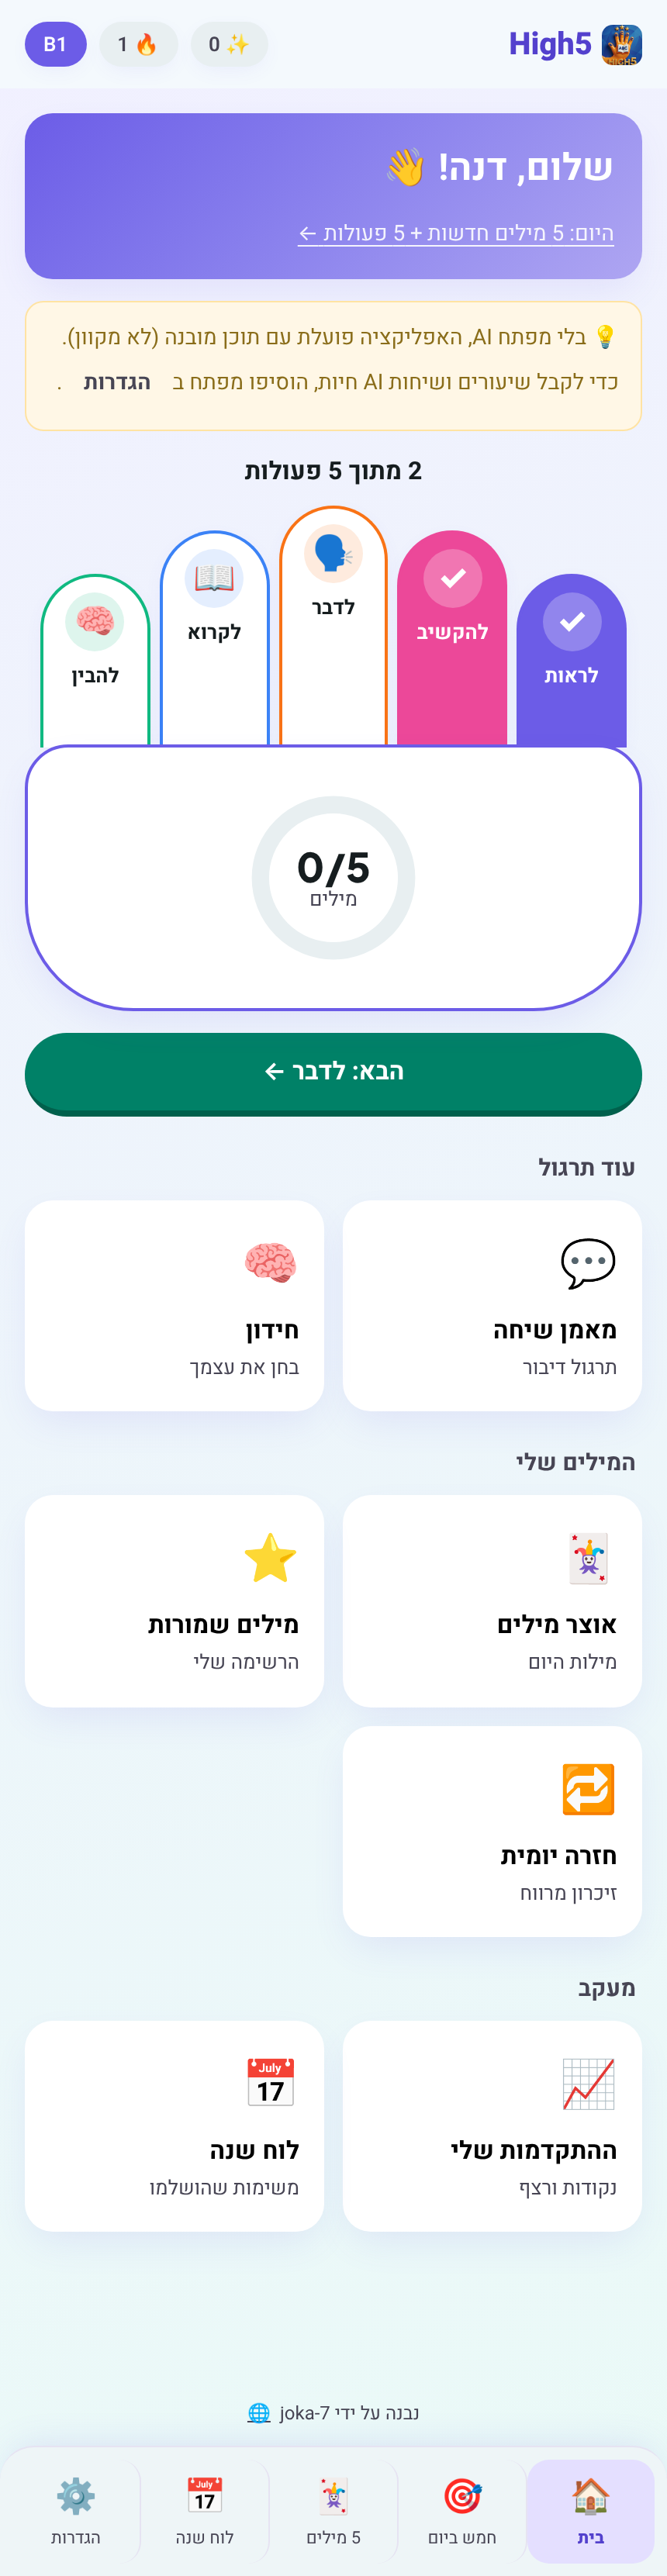 High5
✨ 0
🔥 1
B1
שלום, דנה! 👋
היום: 5 מילים חדשות + 5 פעולות ←
💡 בלי מפתח AI, האפליקציה פועלת עם תוכן מובנה (לא מקוון).
כדי לקבל שיעורים ושיחות AI חיות, הוסיפו מפתח ב הגדרות .
2 מתוך 5 פעולות
לראות
להקשיב
לדבר
לקרוא
להבין
0/5
מילים
הבא: לדבר ←
עוד תרגול
מאמן שיחה
תרגול דיבור
חידון
בחן את עצמך
המילים שלי
אוצר מילים
מילות היום
מילים שמורות
הרשימה שלי
חזרה יומית
זיכרון מרווח
מעקב
ההתקדמות שלי
נקודות ורצף
July
17
לוח שנה
משימות שהושלמו
נבנה על ידי joka-7 🌐
בית
חמש ביום
5 מילים
July
17
לוח שנה
הגדרות